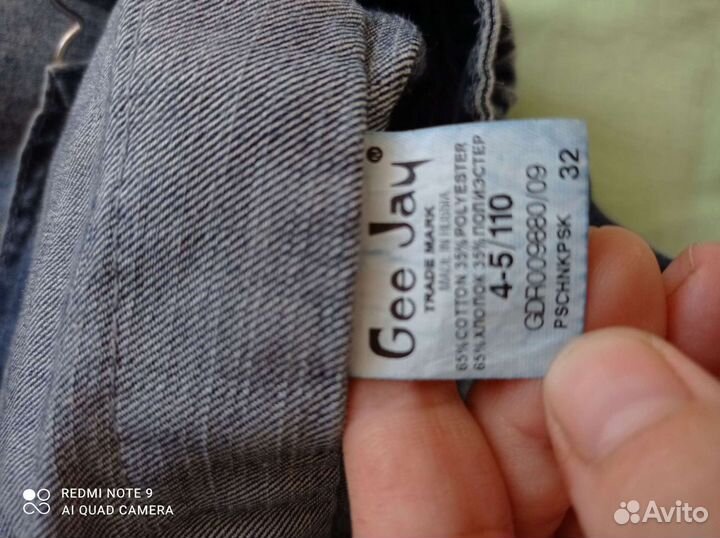 Gee Jay®
TRADE MARK
MADE IN RUSSIA
65%COTTON 35%POLYESTER
65%ХЛОПОК 35%ПОЛИЭСТЕР
4-5/110
GDR009880/09
PSCHNKPSK 32
REDMI NOTE 9
AI QUAD CAMERA
Avito